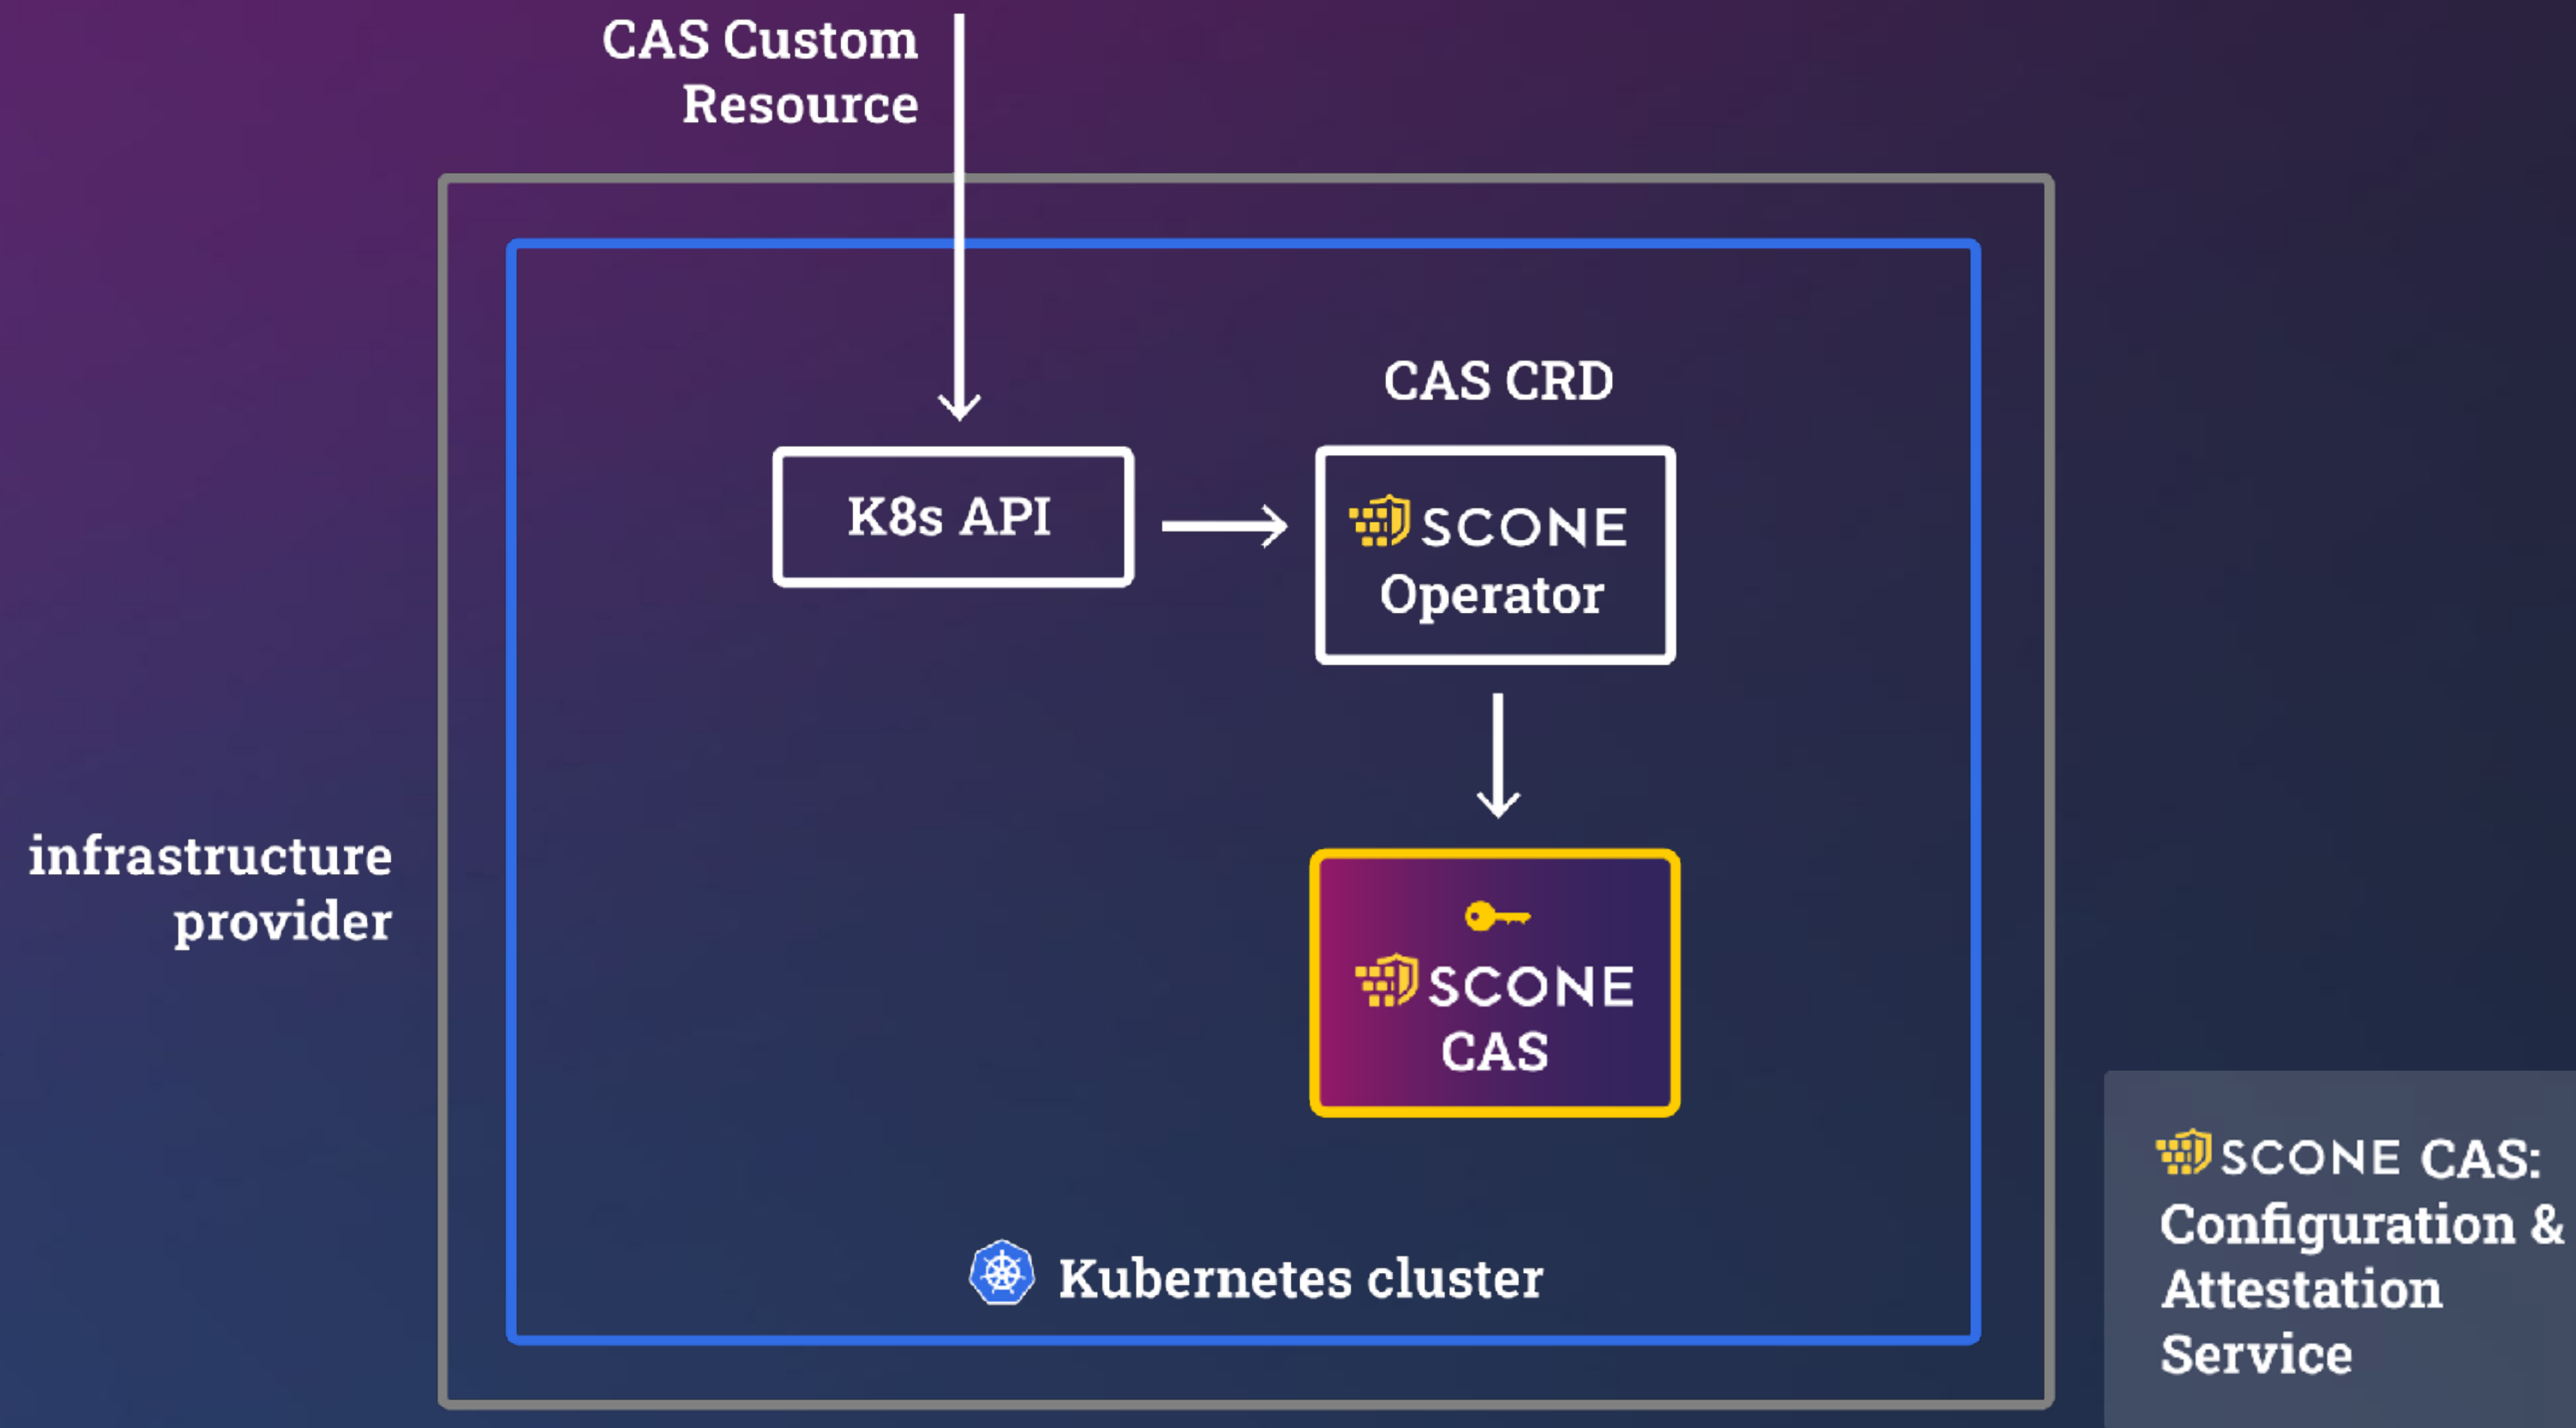 CAS Custom
Resource
CAS CRD
K8s API
SCONE
Operator
infrastructure
provider
SCONE
CAS
Kubernetes cluster
SCONE CAS:
Configuration &
Attestation
Service